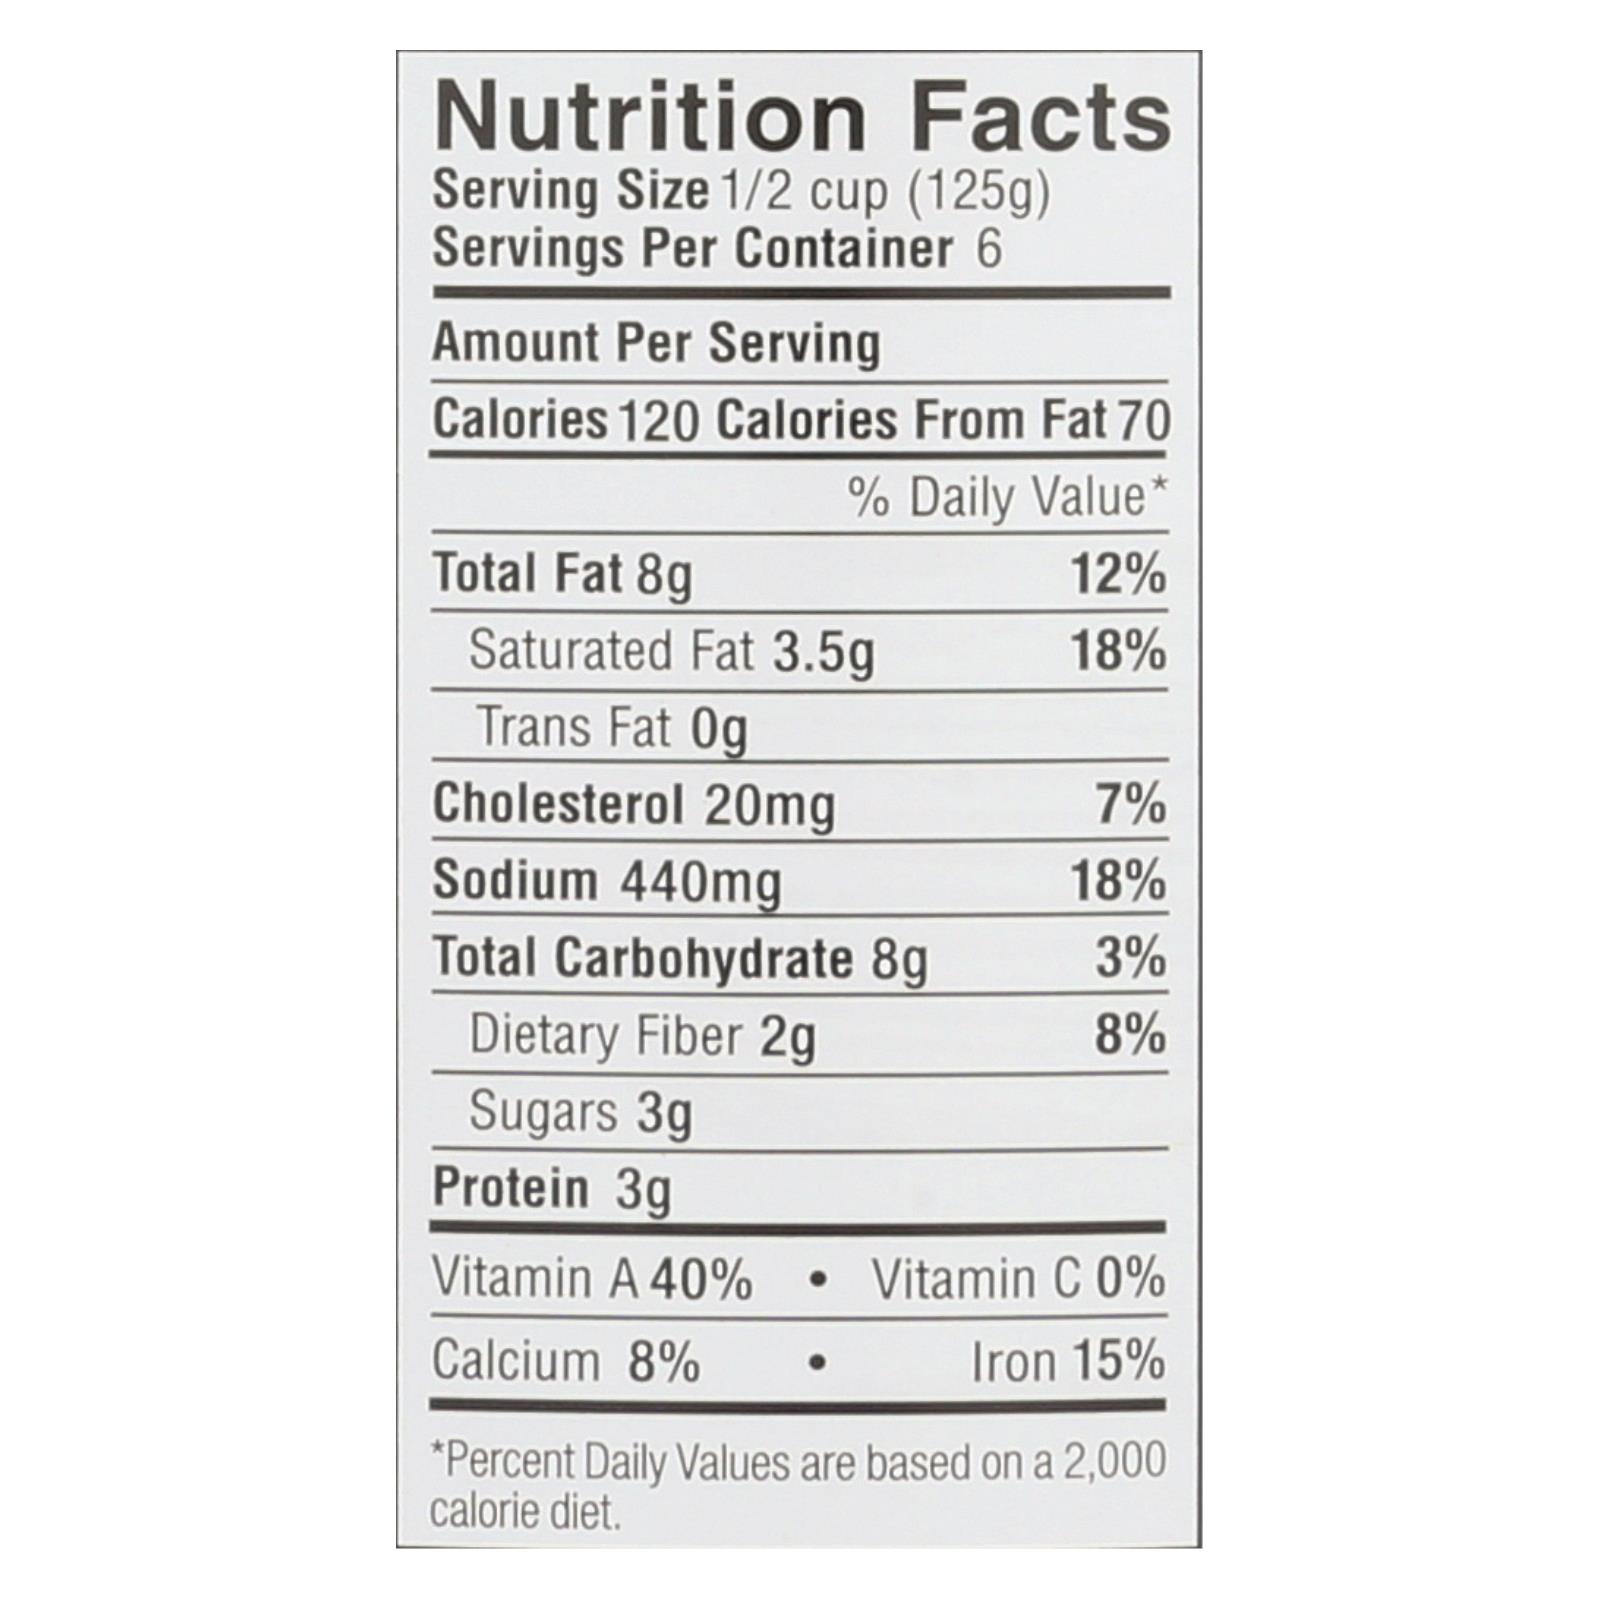 Nutrition Facts
Serving Size 1/2 cup (125g)
Servings Per Container 6
Amount Per Serving
Calories 120 Calories From Fat 70
% Daily Value*
Total Fat 8g 12%
Saturated Fat 3.5g 18%
Trans Fat 0g
Cholesterol 20mg 7%
Sodium 440mg 18%
Total Carbohydrate 8g 3%
Dietary Fiber 2g 8%
Sugars 3g
Protein 3g
Vitamin A 40% • Vitamin C 0%
Calcium 8% • Iron 15%
*Percent Daily Values are based on a 2,000
calorie diet.